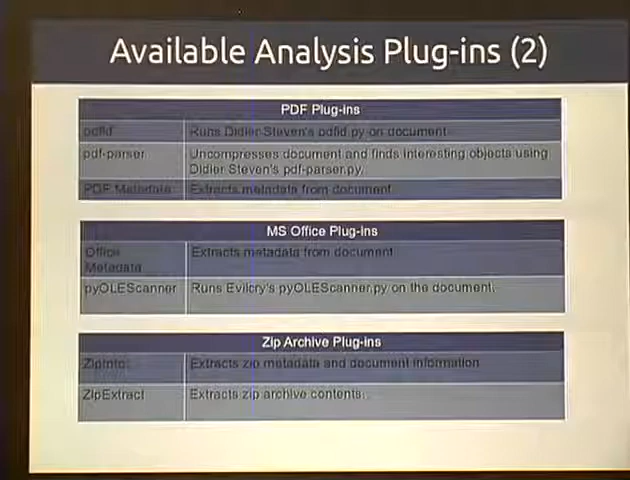 Available Analysis Plug-ins (2)
PDF Plug-ins
pdfid Runs Didier Steven's pdfid.py on document
pdf-parser Uncompresses document and finds interesting objects using
Didier Steven's pdf-parser.py.
PDF Metadata Extracts metadata from document
MS Office Plug-ins
Office Extracts metadata from document
Metadata
pyOLEScanner Runs Evilcry's pyOLEScanner.py on the document.
Zip Archive Plug-ins
ZipInfo Extracts zip metadata and document information
ZipExtract Extracts zip archive contents.